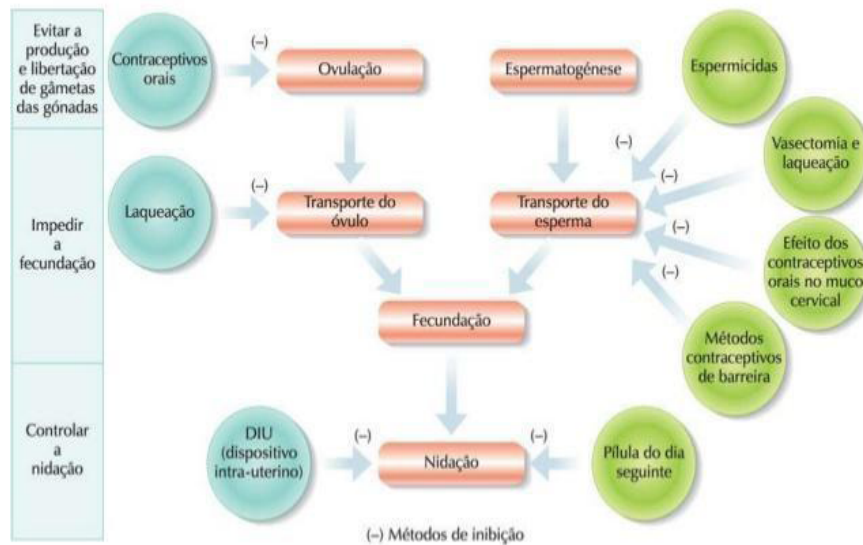 Evitar a
produção
e libertação
de gâmetas
das gónadas
Contraceptivos
orais
(–)
Ovulação
Espermatogénese
Espermicidas
(–)
Vasectomia e
laqueação
(–)
Impedir
a
fecundação
Laqueação
(–)
Transporte do
óvulo
Transporte do
esperma
(–)
Efeito dos
contraceptivos
orais no muco
cervical
(–)
Fecundação
Métodos
contraceptivos
de barreira
Controlar
a
nidação
DIU
(dispositivo
intra-uterino)
(–)
Nidação
(–)
Pílula do dia
seguinte
(–) Métodos de inibição